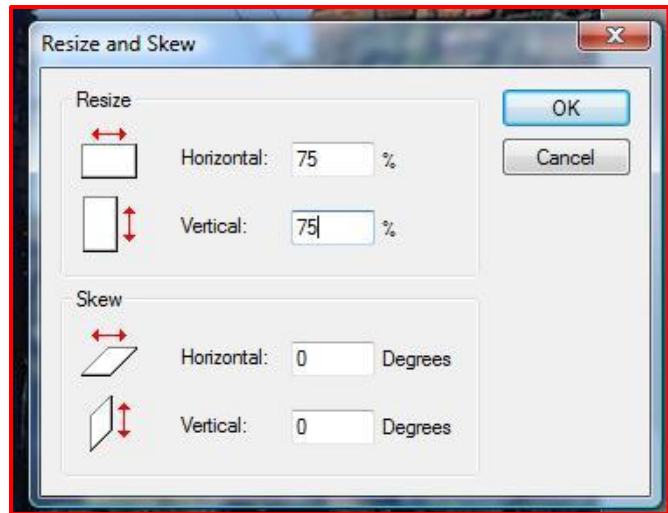 Resize and Skew
Resize
OK
Horizontal: 75 %
Cancel
Vertical: 75 %
Skew
Horizontal: 0 Degrees
Vertical: 0 Degrees